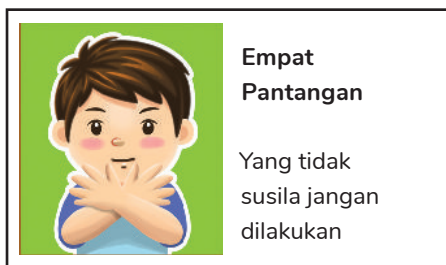 Empat
Pantangan
Yang tidak
susila jangan
dilakukan